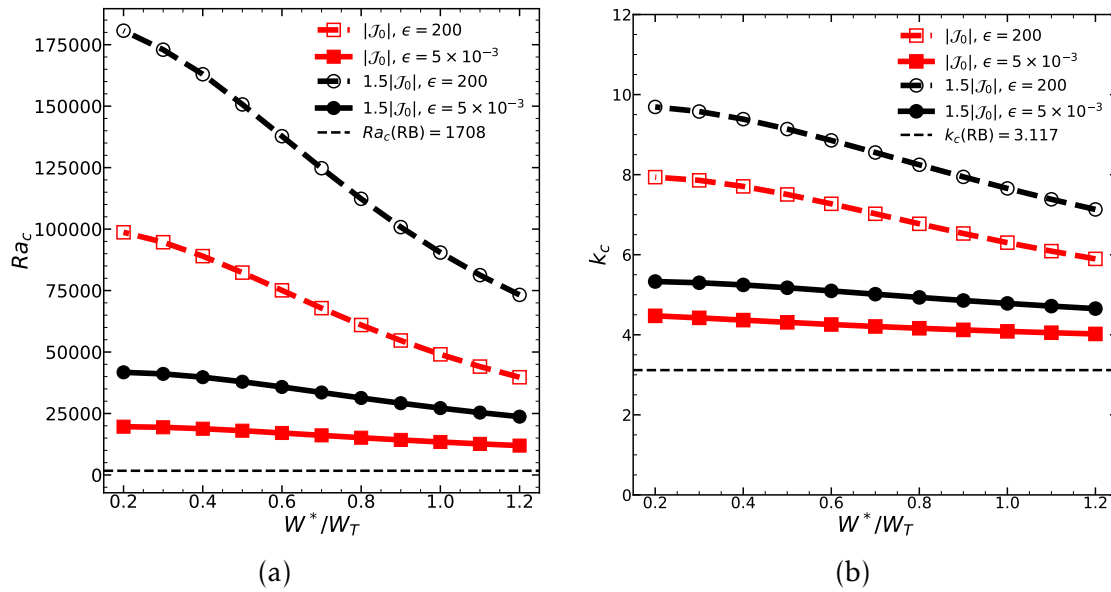 |𝒥₀|, ϵ = 200
|𝒥₀|, ϵ = 5 × 10⁻³
1.5|𝒥₀|, ϵ = 200
1.5|𝒥₀|, ϵ = 5 × 10⁻³
Ra_c(RB) = 1708
175000
150000
125000
100000
75000
50000
25000
0
Ra_c
0.2 0.4 0.6 0.8 1.0 1.2
W*/W_T
(a)
|𝒥₀|, ϵ = 200
|𝒥₀|, ϵ = 5 × 10⁻³
1.5|𝒥₀|, ϵ = 200
1.5|𝒥₀|, ϵ = 5 × 10⁻³
k_c(RB) = 3.117
12
10
8
6
4
2
0
k_c
0.2 0.4 0.6 0.8 1.0 1.2
W*/W_T
(b)